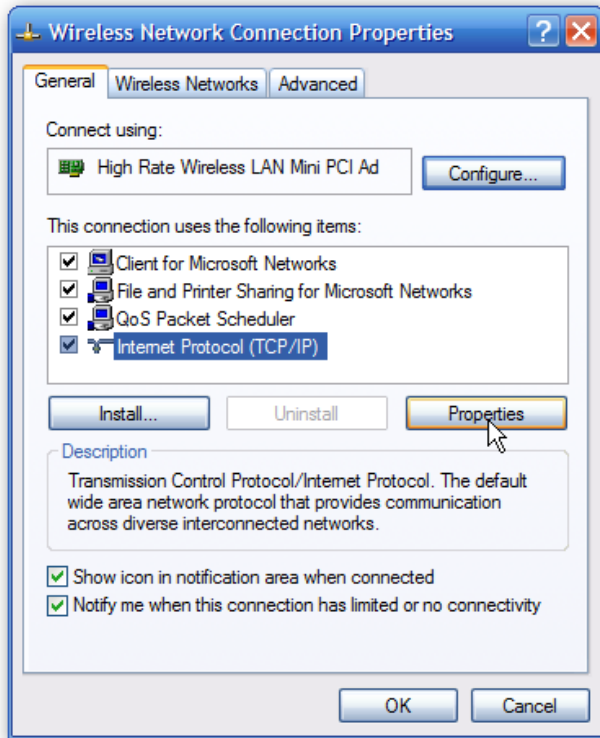 Wireless Network Connection Properties
General
Wireless Networks
Advanced
Connect using:
High Rate Wireless LAN Mini PCI Ad
Configure...
This connection uses the following items:
Client for Microsoft Networks
File and Printer Sharing for Microsoft Networks
QoS Packet Scheduler
Internet Protocol (TCP/IP)
Install...
Uninstall
Properties
Description
Transmission Control Protocol/Internet Protocol. The default
wide area network protocol that provides communication
across diverse interconnected networks.
Show icon in notification area when connected
Notify me when this connection has limited or no connectivity
OK
Cancel